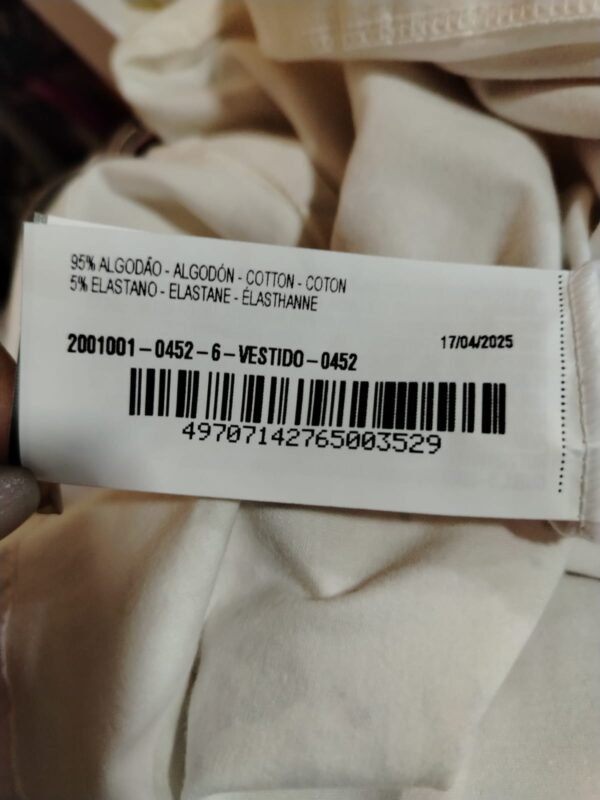 95% ALGODÃO - ALGODÓN - COTTON - COTON
5% ELASTANO - ELASTANE - ÉLASTHANNE
2001001-0452-6-VESTIDO-0452
17/04/2025
49707142765003529